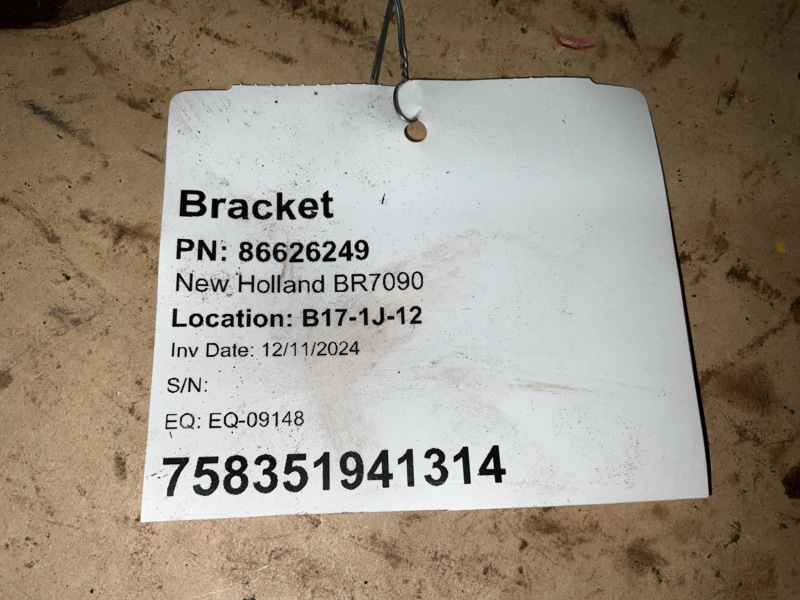 Bracket
PN: 86626249
New Holland BR7090
Location: B17-1J-12
Inv Date: 12/11/2024
S/N:
EQ: EQ-09148
758351941314